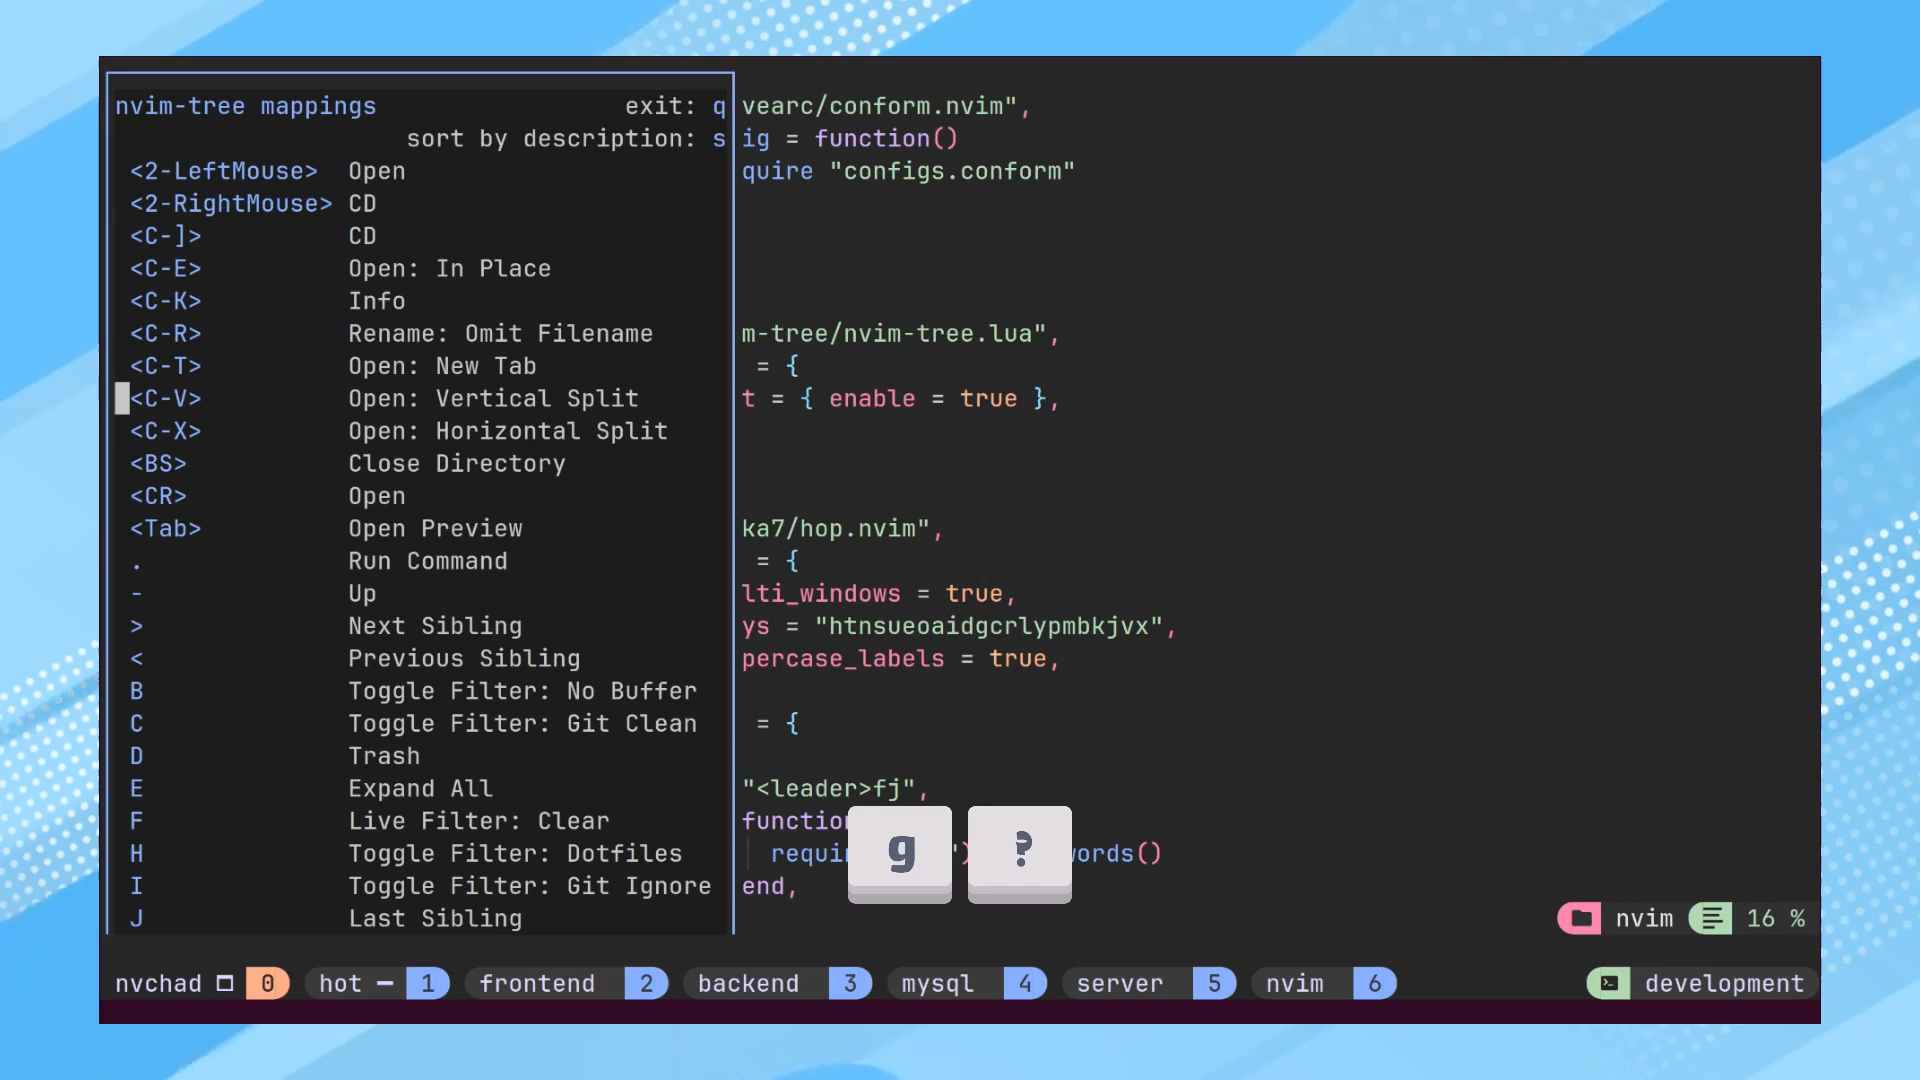 nvim-tree mappings exit: q
sort by description: s
<2-LeftMouse> Open
<2-RightMouse> CD
<C-]> CD
<C-E> Open: In Place
<C-K> Info
<C-R> Rename: Omit Filename
<C-T> Open: New Tab
<C-V> Open: Vertical Split
<C-X> Open: Horizontal Split
<BS> Close Directory
<CR> Open
<Tab> Open Preview
. Run Command
- Up
> Next Sibling
< Previous Sibling
B Toggle Filter: No Buffer
C Toggle Filter: Git Clean
D Trash
E Expand All
F Live Filter: Clear
H Toggle Filter: Dotfiles
I Toggle Filter: Git Ignore
J Last Sibling
vearc/conform.nvim",
ig = function()
quire "configs.conform"
m-tree/nvim-tree.lua",
= {
t = { enable = true },
ka7/hop.nvim",
= {
lti_windows = true,
ys = "htnsueoaidgcrlypmbkjvx",
percase_labels = true,
= {
"<leader>fj",
function
requir ") words()
end,
g ?
nvim 16 %
nvchad 0 hot - 1 frontend 2 backend 3 mysql 4 server 5 nvim 6 development